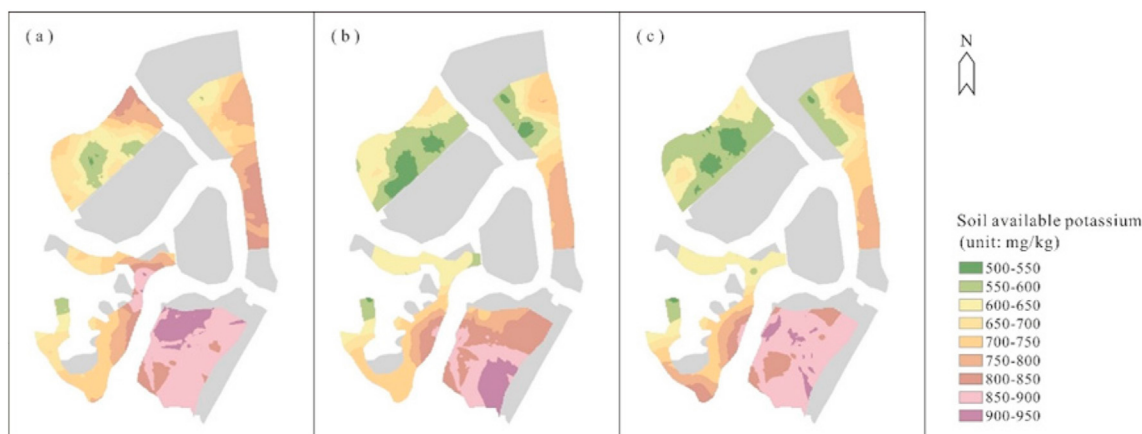 ( a )
( b )
( c )
N
Soil available potassium
(unit: mg/kg)
500-550
550-600
600-650
650-700
700-750
750-800
800-850
850-900
900-950